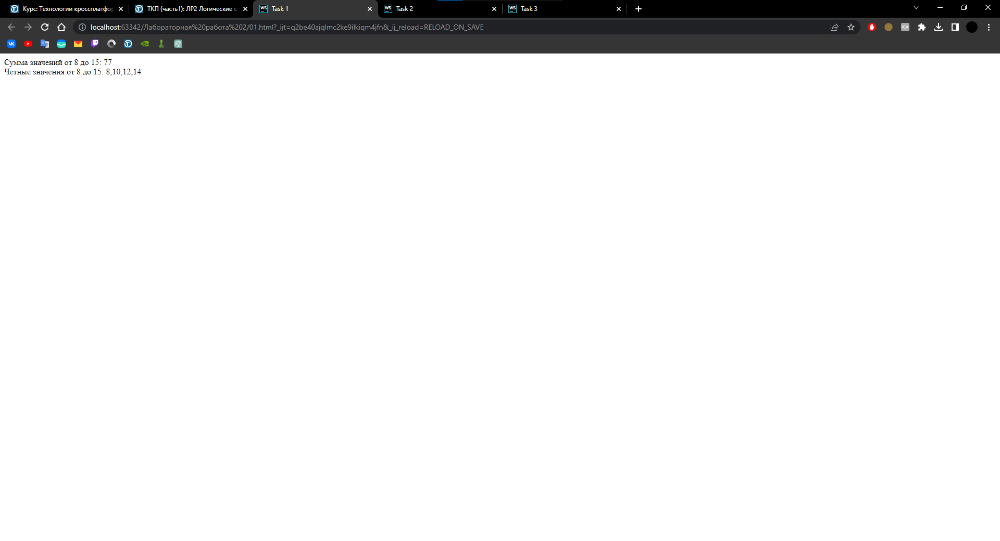 Курс: Технологии кроссплатфор
ТКП (часть1): ЛР2 Логические с
Task 1
Task 2
Task 3
localhost:63342/Лабораторная%20работа%202/01.html?_ijt=q2be40ajqlmc2ke9ilkiqm4jfn&_ij_reload=RELOAD_ON_SAVE
Сумма значений от 8 до 15: 77
Четные значения от 8 до 15: 8,10,12,14